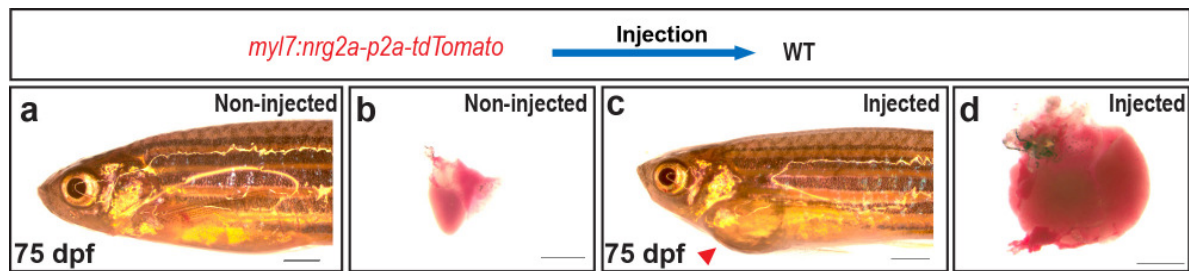 myl7:nrg2a-p2a-tdTomato Injection WT
a Non-injected
75 dpf
b Non-injected
c Injected
75 dpf
d Injected